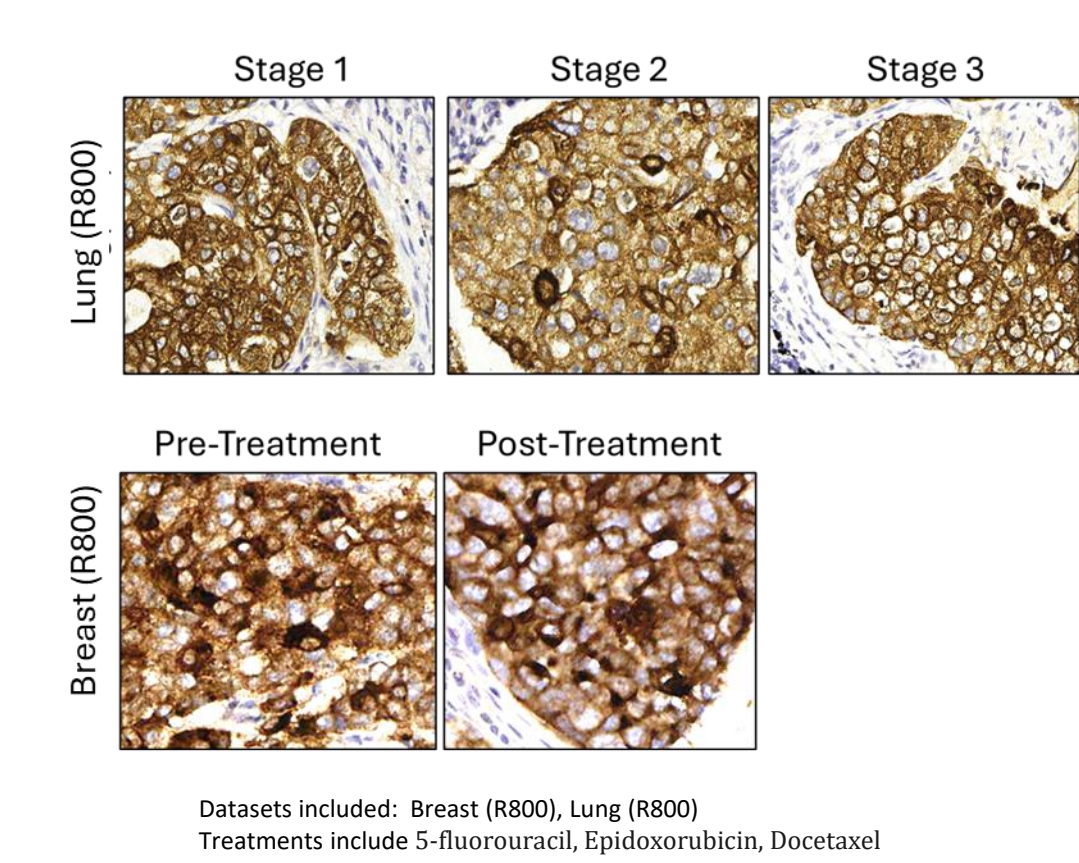 Stage 1
Stage 2
Stage 3
Lung (R800)
Pre-Treatment
Post-Treatment
Breast (R800)
Datasets included: Breast (R800), Lung (R800)
Treatments include 5-fluorouracil, Epidoxorubicin, Docetaxel